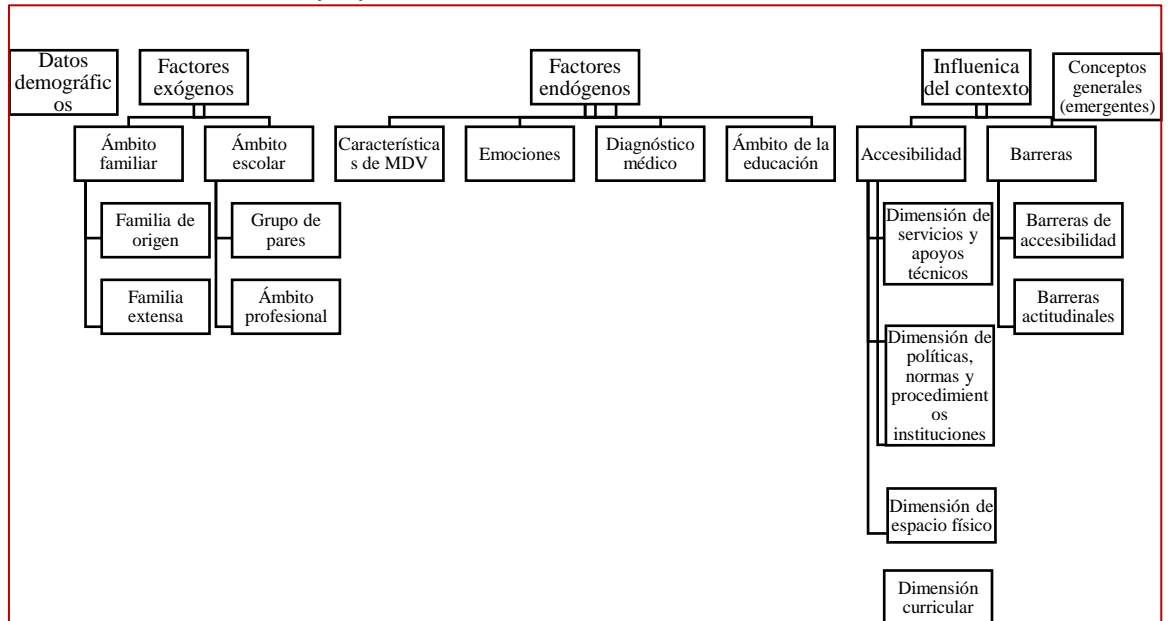 Datos
demográfic
os
Factores
exógenos
Factores
endógenos
Influenica
del contexto
Conceptos
generales
(emergentes)
Ámbito
familiar
Ámbito
escolar
Característica
s de MDV
Emociones
Diagnóstico
médico
Ámbito de la
educación
Accesibilidad
Barreras
Familia de
origen
Grupo de
pares
Dimensión de
servicios y
apoyos
técnicos
Barreras de
accesibilidad
Familia
extensa
Ámbito
profesional
Barreras
actitudinales
Dimensión de
políticas,
normas y
procedimient
os
instituciones
Dimensión de
espacio físico
Dimensión
curricular